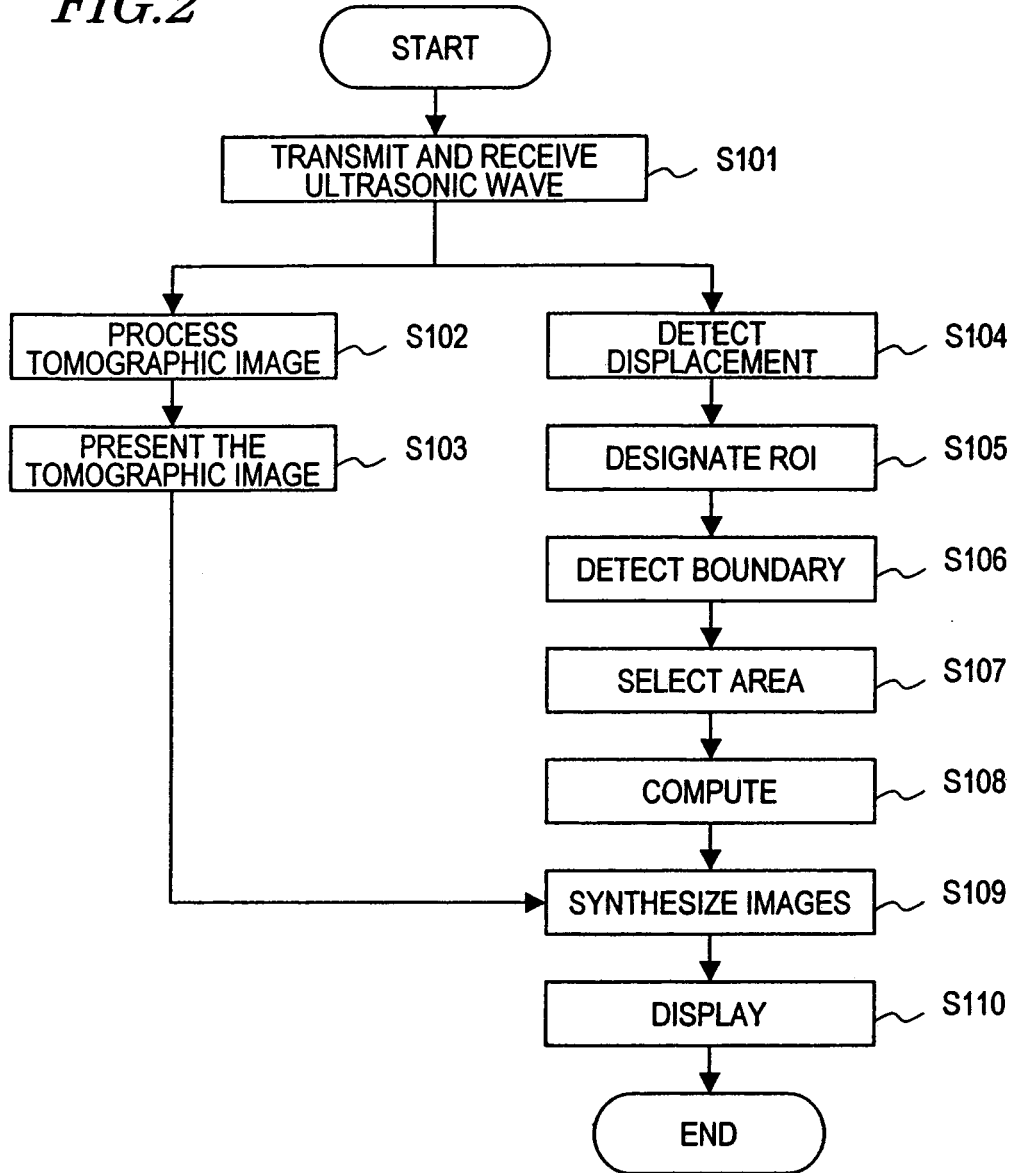 FIG.2
START
TRANSMIT AND RECEIVE
ULTRASONIC WAVE
S101
PROCESS
TOMOGRAPHIC IMAGE
S102
PRESENT THE
TOMOGRAPHIC IMAGE
S103
DETECT
DISPLACEMENT
S104
DESIGNATE ROI
S105
DETECT BOUNDARY
S106
SELECT AREA
S107
COMPUTE
S108
SYNTHESIZE IMAGES
S109
DISPLAY
S110
END